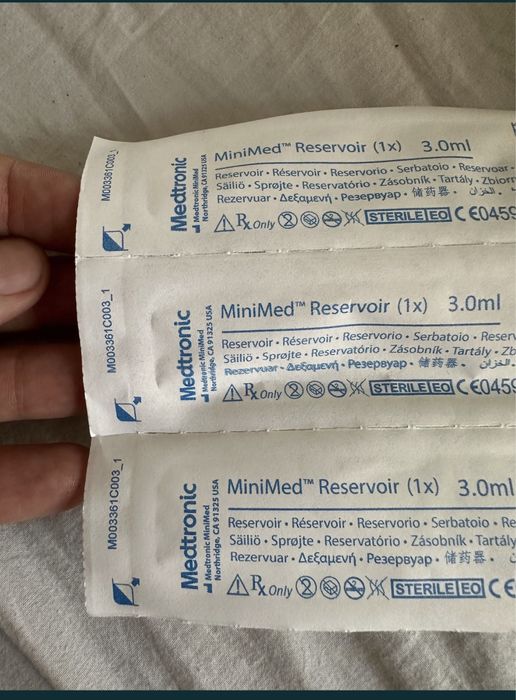 M003361C003_1
Medtronic
Medtronic MiniMed
Northridge, CA 91325 USA
MiniMed™ Reservoir (1x) 3.0ml
Reservoir • Réservoir • Reservorio • Serbatoio • Reservoar
Säiliö • Sprøjte • Reservatório • Zásobník • Tartály • Zbiorn
Rezervuar • Δεξαμενή • Резервуар • 储药器 • الخزان
Rx Only STERILE EO CE0459
M003361C003_1
Medtronic
Medtronic MiniMed
Northridge, CA 91325 USA
MiniMed™ Reservoir (1x) 3.0ml
Reservoir • Réservoir • Reservorio • Serbatoio • Reser
Säiliö • Sprøjte • Reservatório • Zásobník • Tartály • Zb
Rezervuar • Δεξαμενή • Резервуар • 储药器 •
Rx Only STERILE EO CE0459
M003361C003_1
Medtronic
Medtronic MiniMed
Northridge, CA 91325 USA
MiniMed™ Reservoir (1x) 3.0ml
Reservoir • Réservoir • Reservorio • Serbatoio • Re
Säiliö • Sprøjte • Reservatório • Zásobník • Tartály
Rezervuar • Δεξαμενή • Резервуар • 储药器 •
Rx Only STERILE EO CE